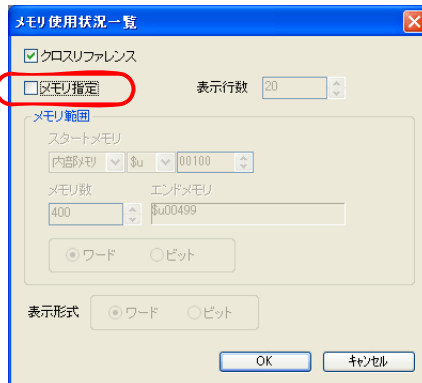 メモリ使用状況一覧
クロスリファレンス
メモリ指定 表示行数 20
メモリ範囲
スタートメモリ
内部メモリ $u 00100
メモリ数 エンドメモリ
400 $u00499
ワード ビット
表示形式 ワード ビット
OK キャンセル